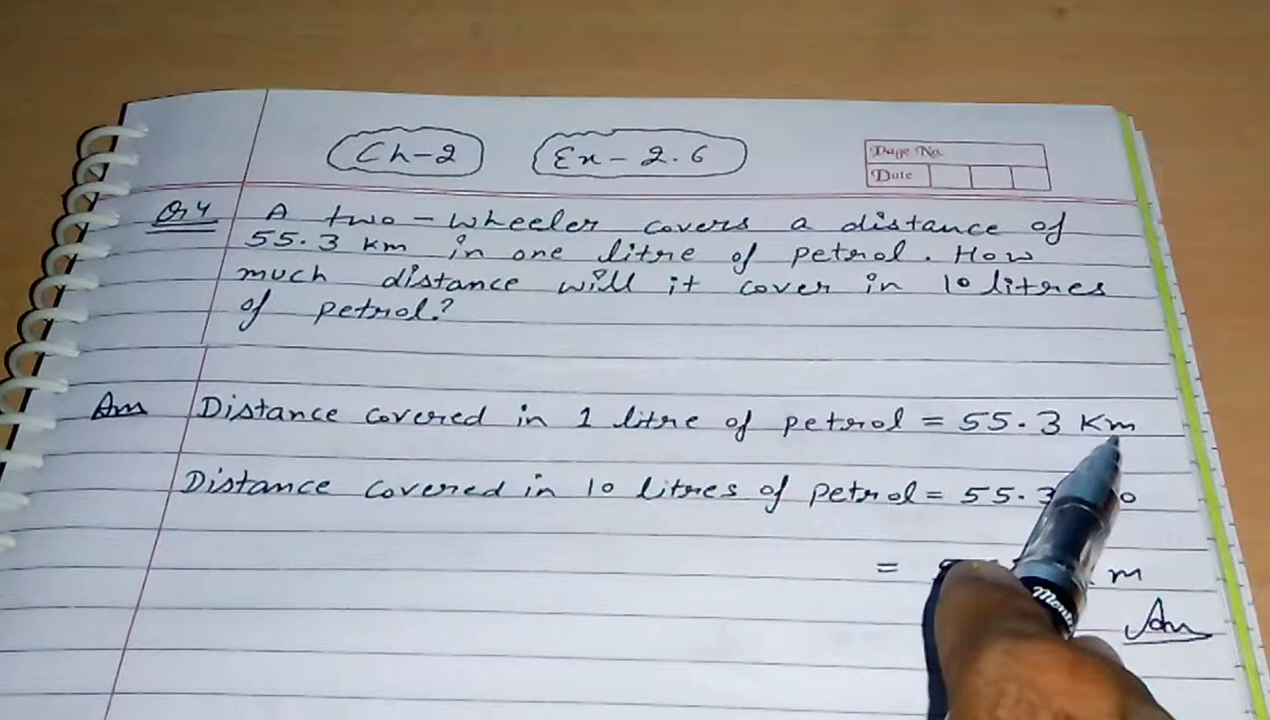 Ch-2 Ex-2.6
Page No.
Date
Qr 4 A two-wheeler covers a distance of
55.3 km in one litre of petrol. How
much distance will it cover in 10 litres
of petrol?
Ans Distance covered in 1 litre of petrol = 55.3 Km
Distance covered in 10 litres of petrol = 55.3
= m
Ans